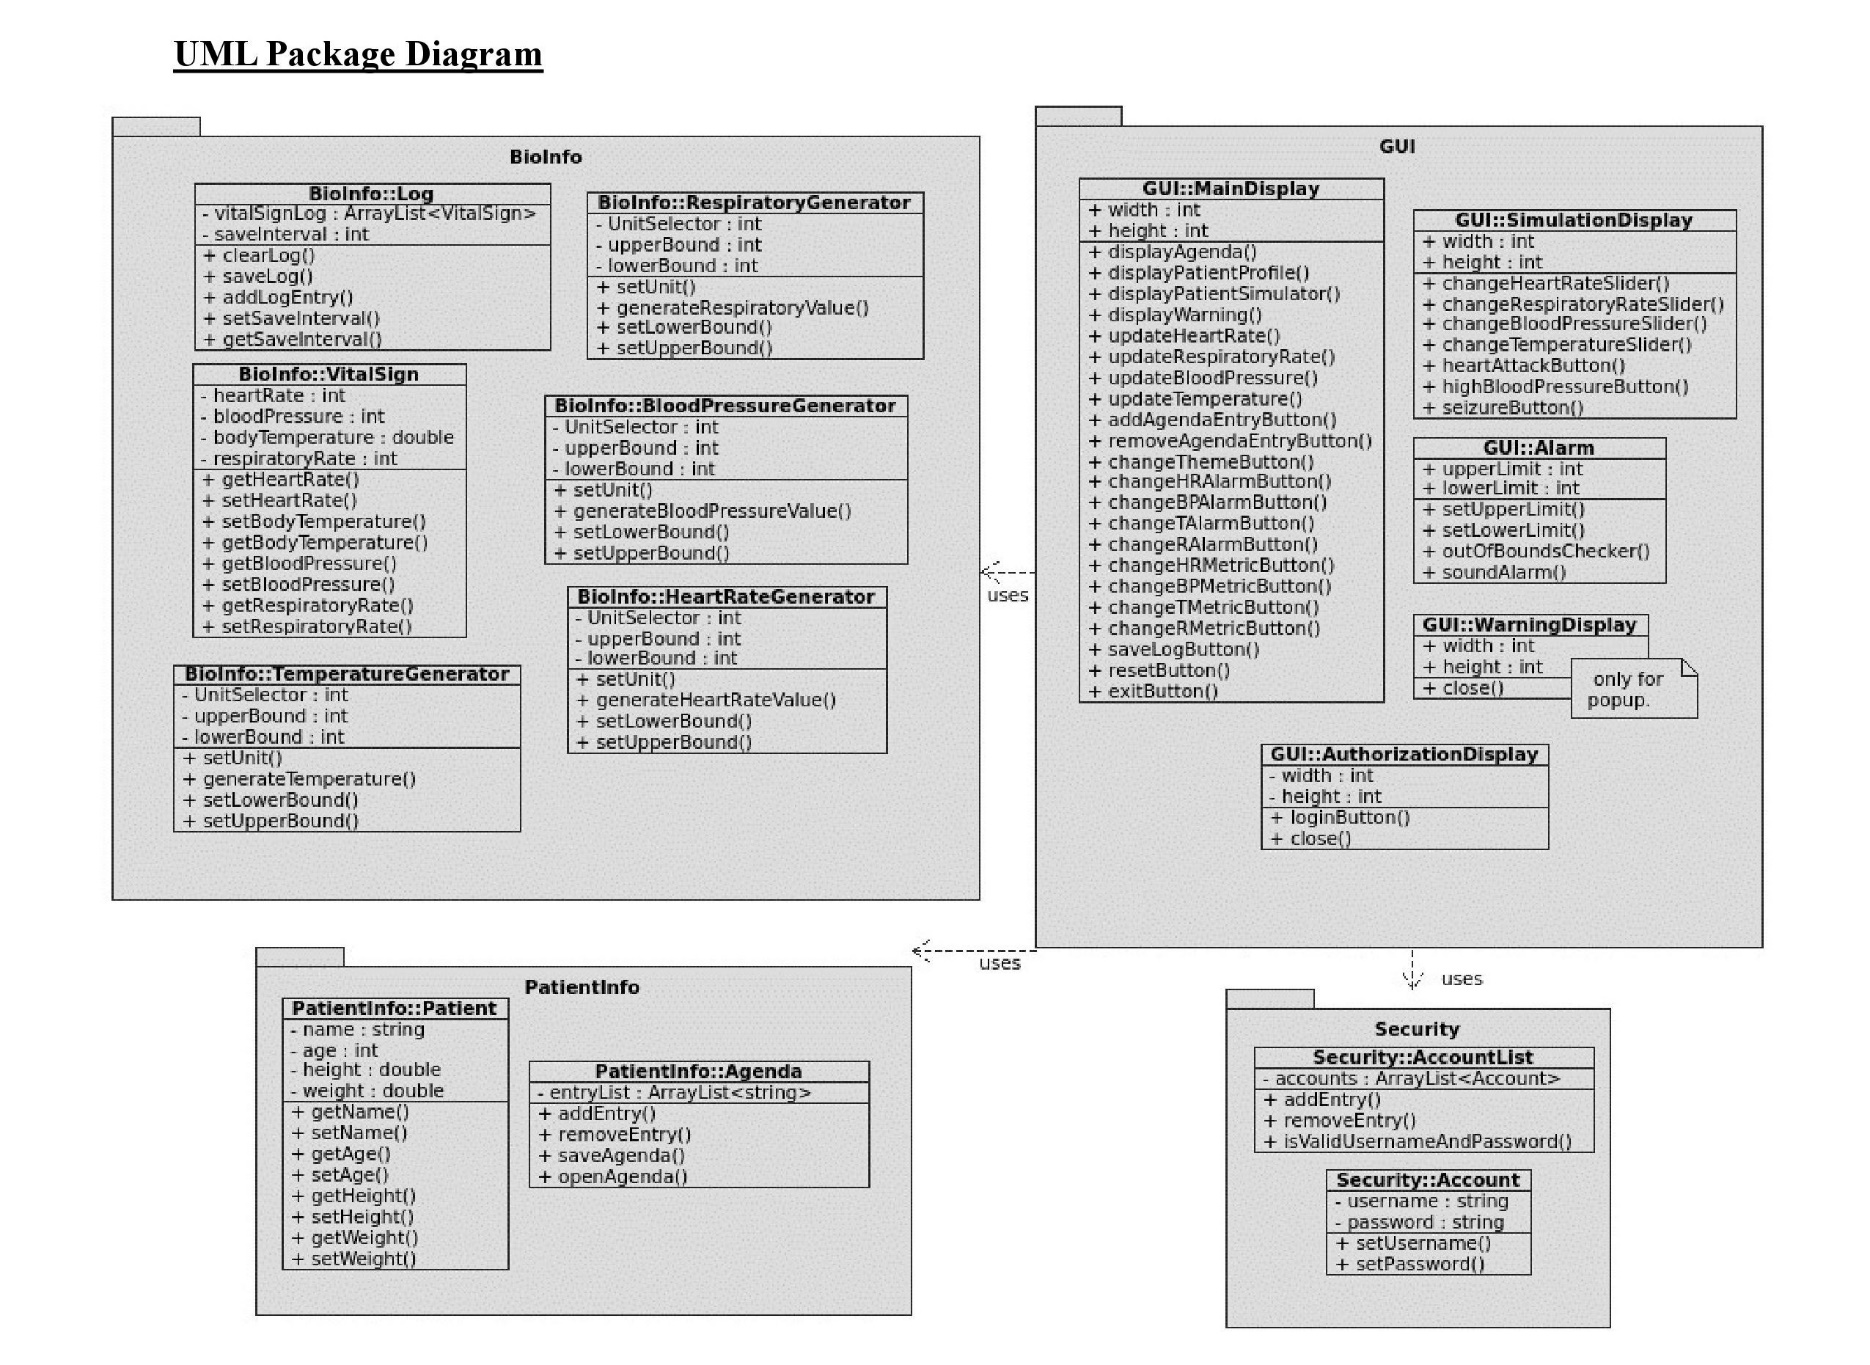 UML Package Diagram
BioInfo
BioInfo::Log
- vitalSignLog : ArrayList<VitalSign>
- saveInterval : int
+ clearLog()
+ saveLog()
+ addLogEntry()
+ setSaveInterval()
+ getSaveInterval()
BioInfo::RespiratoryGenerator
- UnitSelector : int
- upperBound : int
- lowerBound : int
+ setUnit()
+ generateRespiratoryValue()
+ setLowerBound()
+ setUpperBound()
BioInfo::VitalSign
- heartRate : int
- bloodPressure : int
- bodyTemperature : double
- respiratoryRate : int
+ getHeartRate()
+ setHeartRate()
+ setBodyTemperature()
+ getBodyTemperature()
+ getBloodPressure()
+ setBloodPressure()
+ getRespiratoryRate()
+ setRespiratoryRate()
BioInfo::BloodPressureGenerator
- UnitSelector : int
- upperBound : int
- lowerBound : int
+ setUnit()
+ generateBloodPressureValue()
+ setLowerBound()
+ setUpperBound()
BioInfo::HeartRateGenerator
- UnitSelector : int
- upperBound : int
- lowerBound : int
+ setUnit()
+ generateHeartRateValue()
+ setLowerBound()
+ setUpperBound()
BioInfo::TemperatureGenerator
- UnitSelector : int
- upperBound : int
- lowerBound : int
+ setUnit()
+ generateTemperature()
+ setLowerBound()
+ setUpperBound()
uses
GUI
GUI::MainDisplay
+ width : int
+ height : int
+ displayAgenda()
+ displayPatientProfile()
+ displayPatientSimulator()
+ displayWarning()
+ updateHeartRate()
+ updateRespiratoryRate()
+ updateBloodPressure()
+ updateTemperature()
+ addAgendaEntryButton()
+ removeAgendaEntryButton()
+ changeThemeButton()
+ changeHRAlarmButton()
+ changeBPAlarmButton()
+ changeTAlarmButton()
+ changeRAlarmButton()
+ changeHRMetricButton()
+ changeBPMetricButton()
+ changeTMetricButton()
+ changeRMetricButton()
+ saveLogButton()
+ resetButton()
+ exitButton()
GUI::SimulationDisplay
+ width : int
+ height : int
+ changeHeartRateSlider()
+ changeRespiratoryRateSlider()
+ changeBloodPressureSlider()
+ changeTemperatureSlider()
+ heartAttackButton()
+ highBloodPressureButton()
+ seizureButton()
GUI::Alarm
+ upperLimit : int
+ lowerLimit : int
+ setUpperLimit()
+ setLowerLimit()
+ outOfBoundsChecker()
+ soundAlarm()
GUI::WarningDisplay
+ width : int
+ height : int
+ close()
only for
popup.
GUI::AuthorizationDisplay
- width : int
- height : int
+ loginButton()
+ close()
uses
uses
PatientInfo
PatientInfo::Patient
- name : string
- age : int
- height : double
- weight : double
+ getName()
+ setName()
+ getAge()
+ setAge()
+ getHeight()
+ setHeight()
+ getWeight()
+ setWeight()
PatientInfo::Agenda
- entryList : ArrayList<string>
+ addEntry()
+ removeEntry()
+ saveAgenda()
+ openAgenda()
Security
Security::AccountList
- accounts : ArrayList<Account>
+ addEntry()
+ removeEntry()
+ isValidUsernameAndPassword()
Security::Account
- username : string
- password : string
+ setUsername()
+ setPassword()